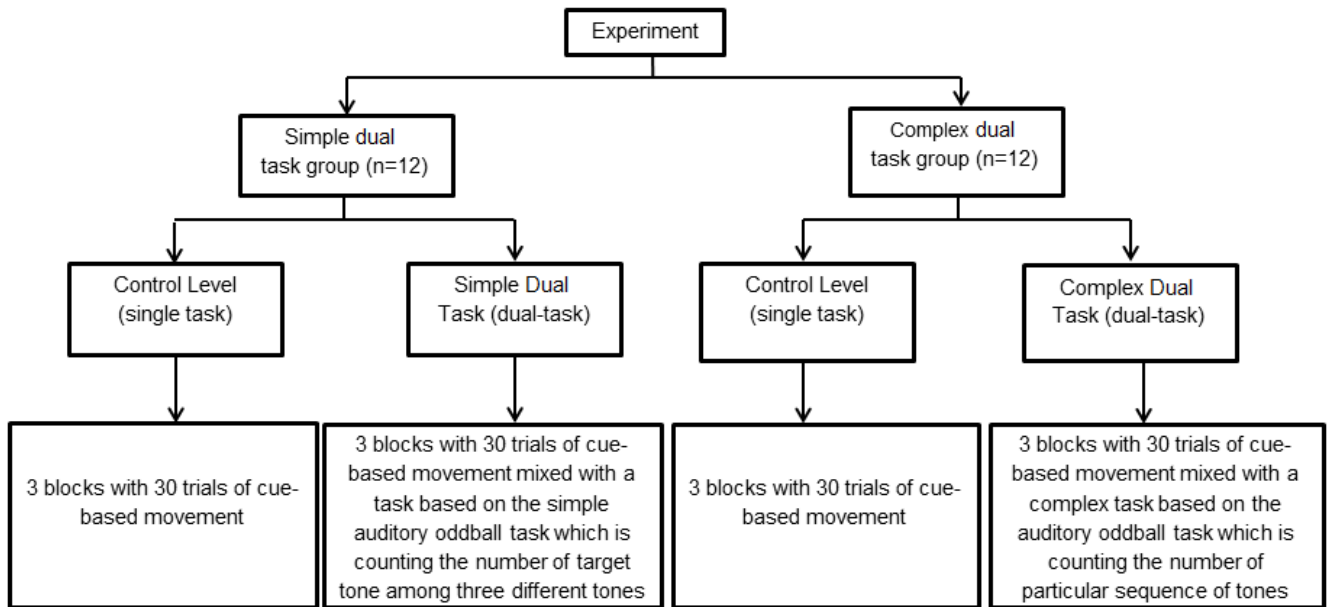 Experiment
Simple dual
task group (n=12)
Complex dual
task group (n=12)
Control Level
(single task)
Simple Dual
Task (dual-task)
Control Level
(single task)
Complex Dual
Task (dual-task)
3 blocks with 30 trials of cue-
based movement
3 blocks with 30 trials of cue-
based movement mixed with a
task based on the simple
auditory oddball task which is
counting the number of target
tone among three different tones
3 blocks with 30 trials of cue-
based movement
3 blocks with 30 trials of cue-
based movement mixed with a
complex task based on the
auditory oddball task which is
counting the number of
particular sequence of tones